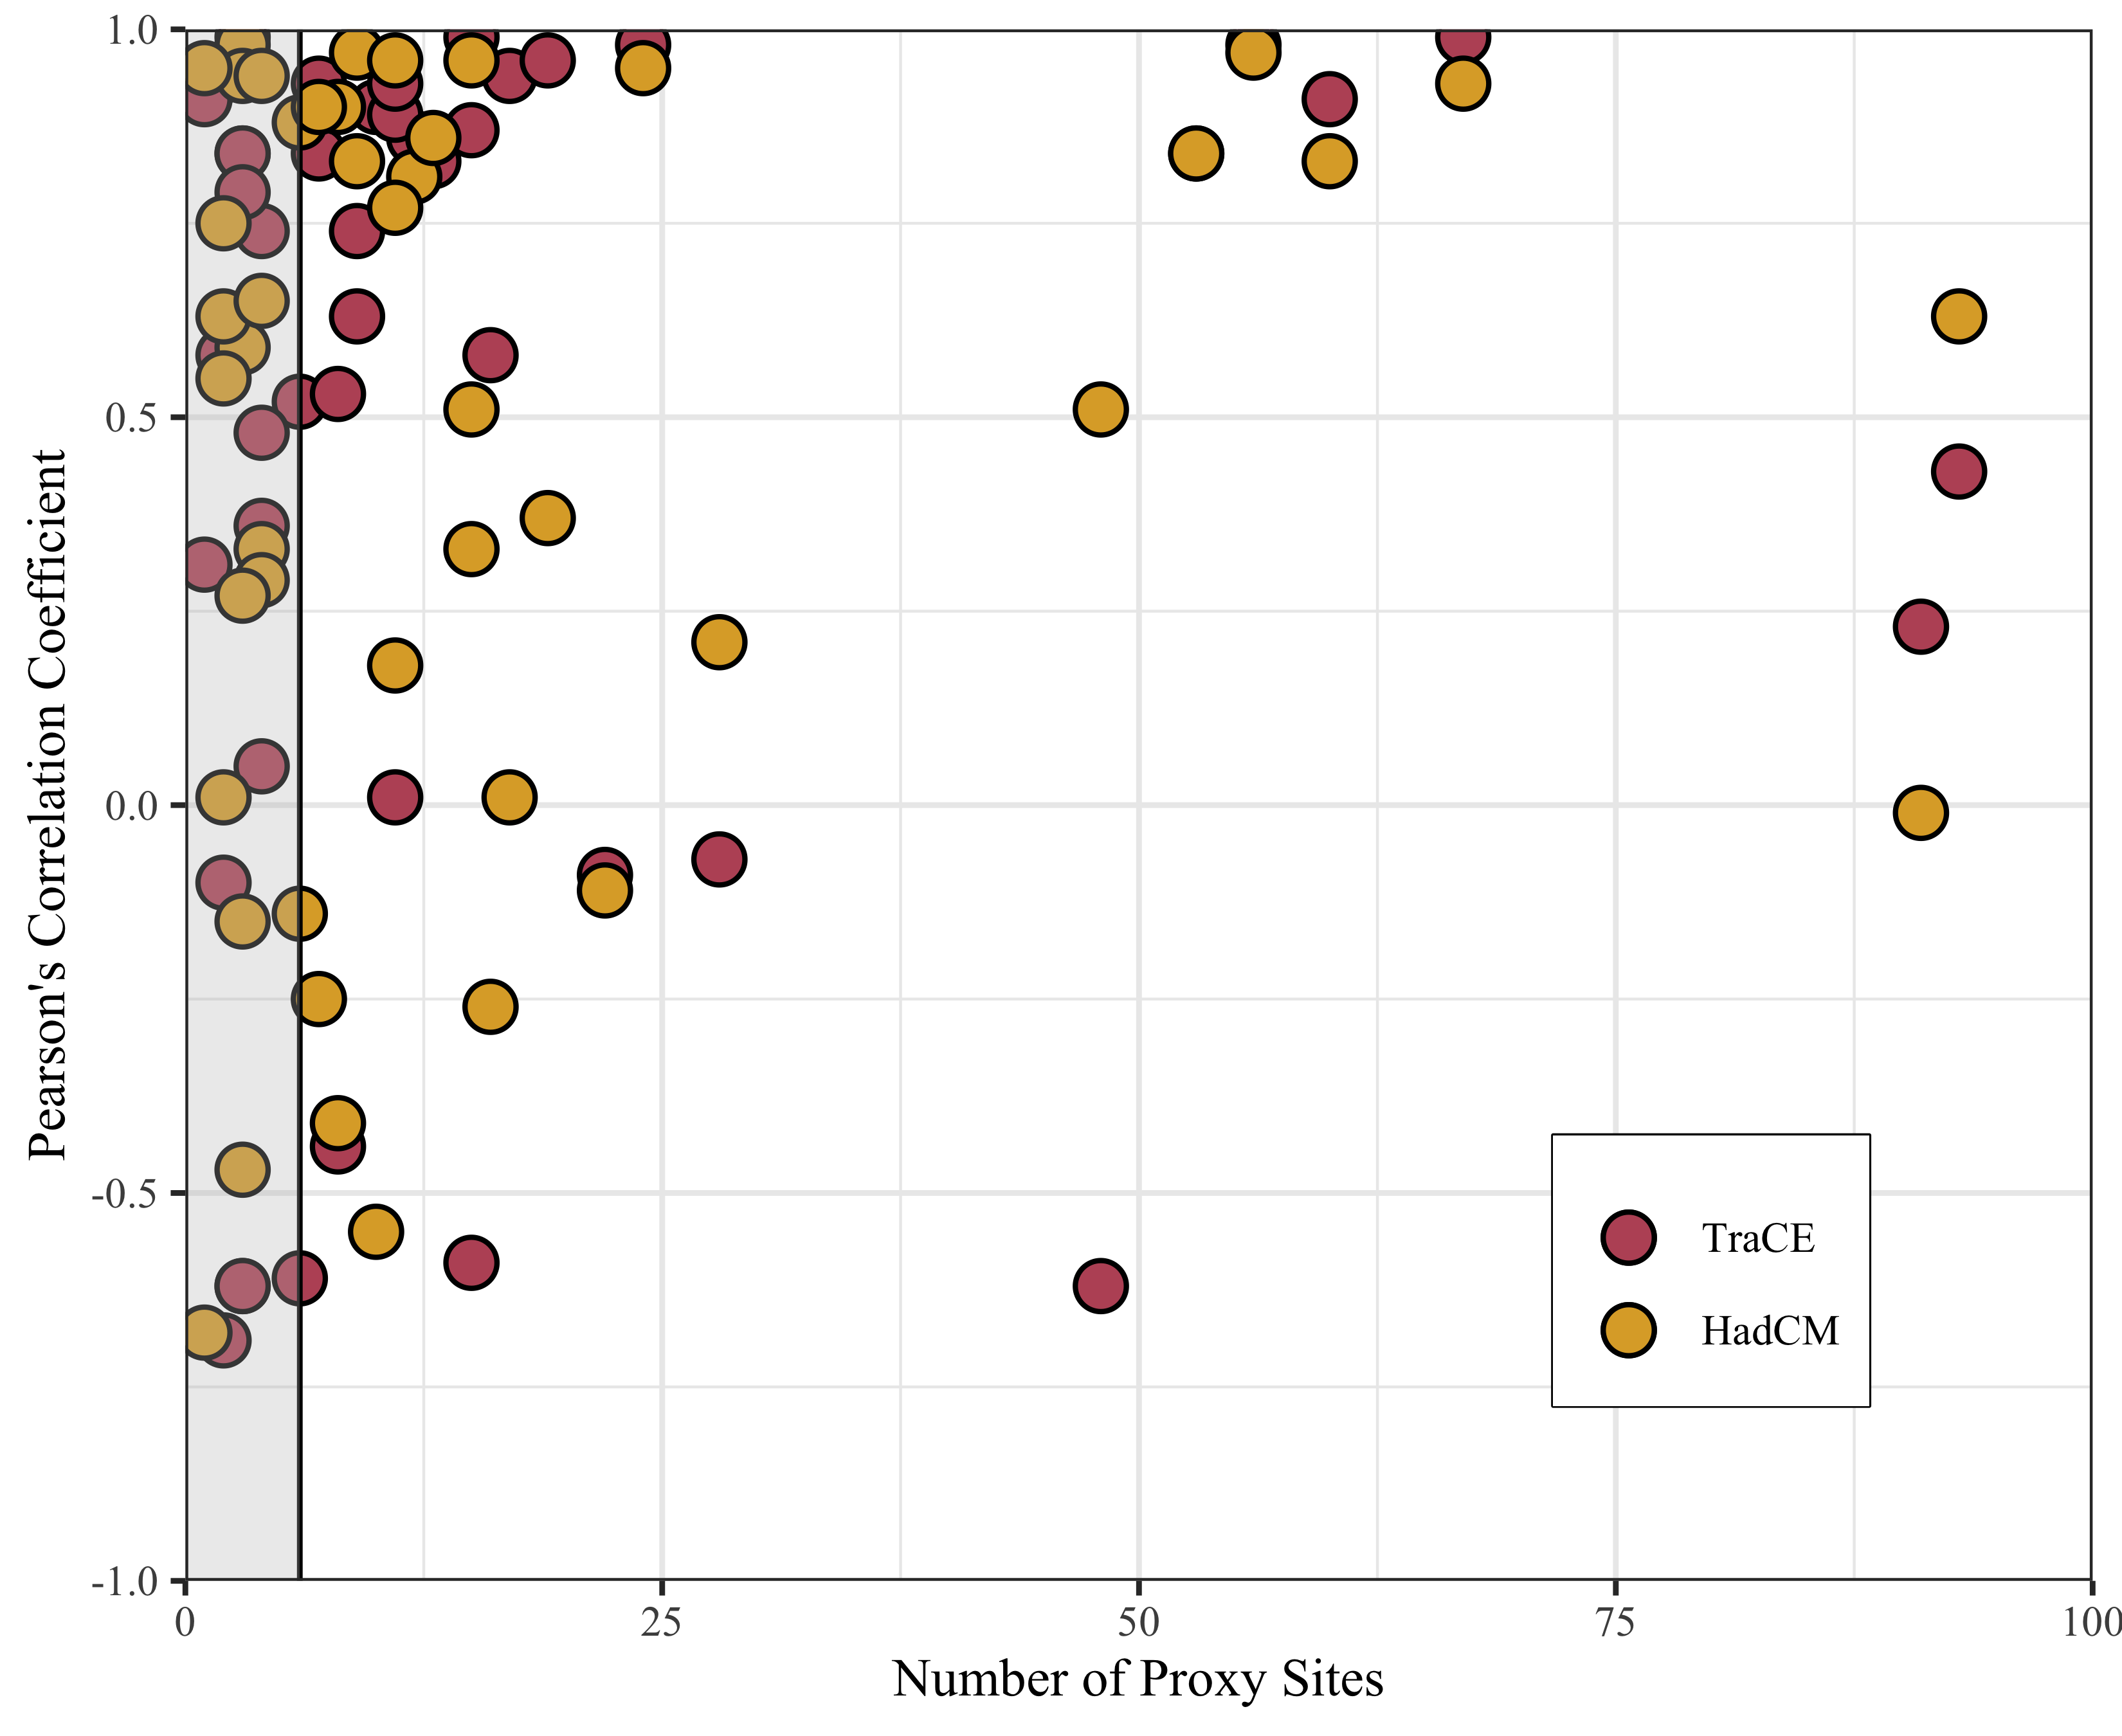 1.0
0.5
0.0
-0.5
-1.0
Pearson's Correlation Coefficient
TraCE
HadCM
0 25 50 75 100
Number of Proxy Sites